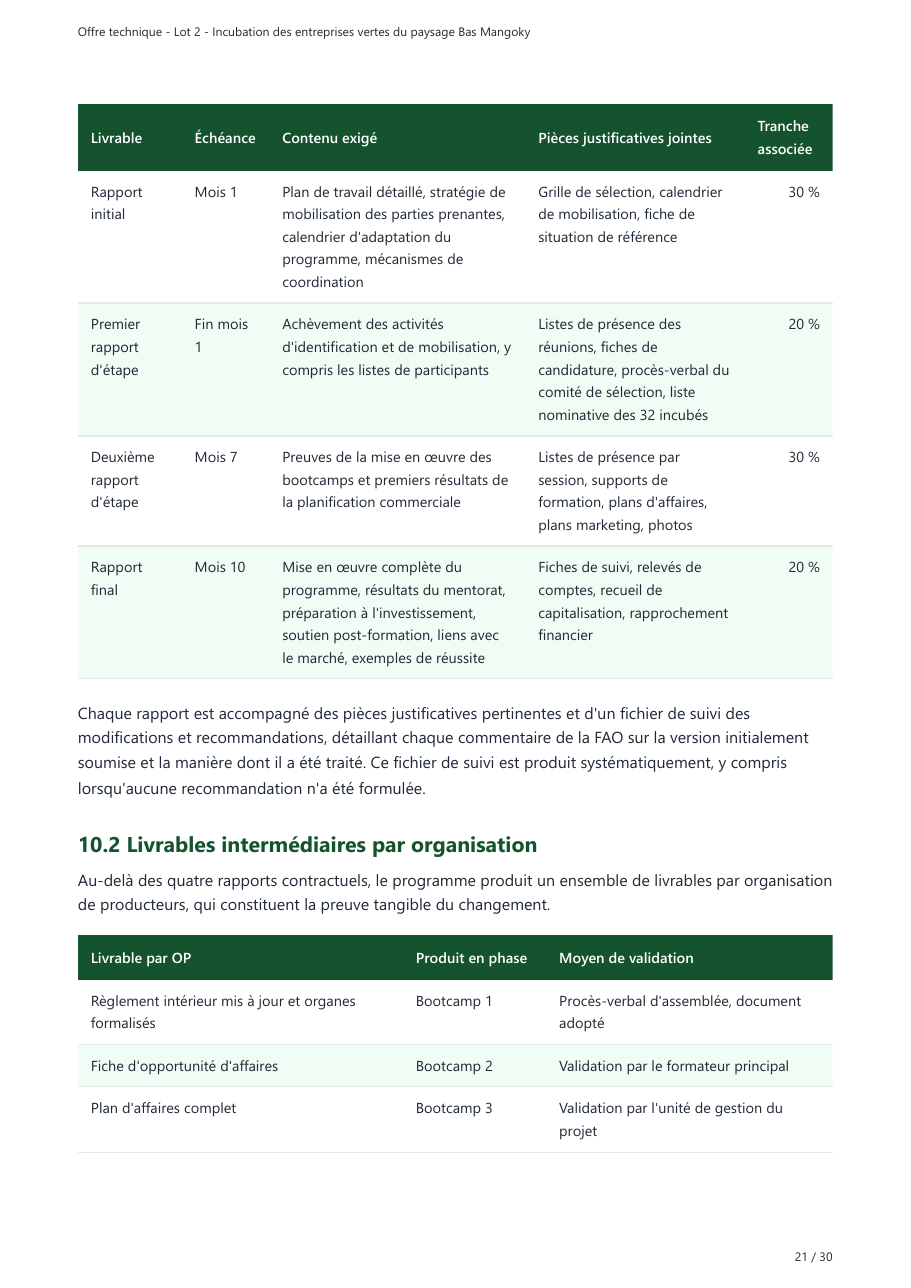 Offre technique - Lot 2 - Incubation des entreprises vertes du paysage Bas Mangoky
Livrable Échéance Contenu exigé Pièces justificatives jointes Tranche associée
Rapport initial
Mois 1
Plan de travail détaillé, stratégie de
mobilisation des parties prenantes,
calendrier d'adaptation du
programme, mécanismes de
coordination
Grille de sélection, calendrier
de mobilisation, fiche de
situation de référence
30 %
Premier
rapport
d'étape
Fin mois
1
Achèvement des activités
d'identification et de mobilisation, y
compris les listes de participants
Listes de présence des
réunions, fiches de
candidature, procès-verbal du
comité de sélection, liste
nominative des 32 incubés
20 %
Deuxième
rapport
d'étape
Mois 7
Preuves de la mise en œuvre des
bootcamps et premiers résultats de
la planification commerciale
Listes de présence par
session, supports de
formation, plans d'affaires,
plans marketing, photos
30 %
Rapport
final
Mois 10
Mise en œuvre complète du
programme, résultats du mentorat,
préparation à l'investissement,
soutien post-formation, liens avec
le marché, exemples de réussite
Fiches de suivi, relevés de
comptes, recueil de
capitalisation, rapprochement
financier
20 %
Chaque rapport est accompagné des pièces justificatives pertinentes et d'un fichier de suivi des
modifications et recommandations, détaillant chaque commentaire de la FAO sur la version initialement
soumise et la manière dont il a été traité. Ce fichier de suivi est produit systématiquement, y compris
lorsqu'aucune recommandation n'a été formulée.
10.2 Livrables intermédiaires par organisation
Au-delà des quatre rapports contractuels, le programme produit un ensemble de livrables par organisation
de producteurs, qui constituent la preuve tangible du changement.
Livrable par OP Produit en phase Moyen de validation
Règlement intérieur mis à jour et organes
formalisés
Bootcamp 1
Procès-verbal d'assemblée, document
adopté
Fiche d'opportunité d'affaires Bootcamp 2 Validation par le formateur principal
Plan d'affaires complet
Bootcamp 3
Validation par l'unité de gestion du
projet
21 / 30